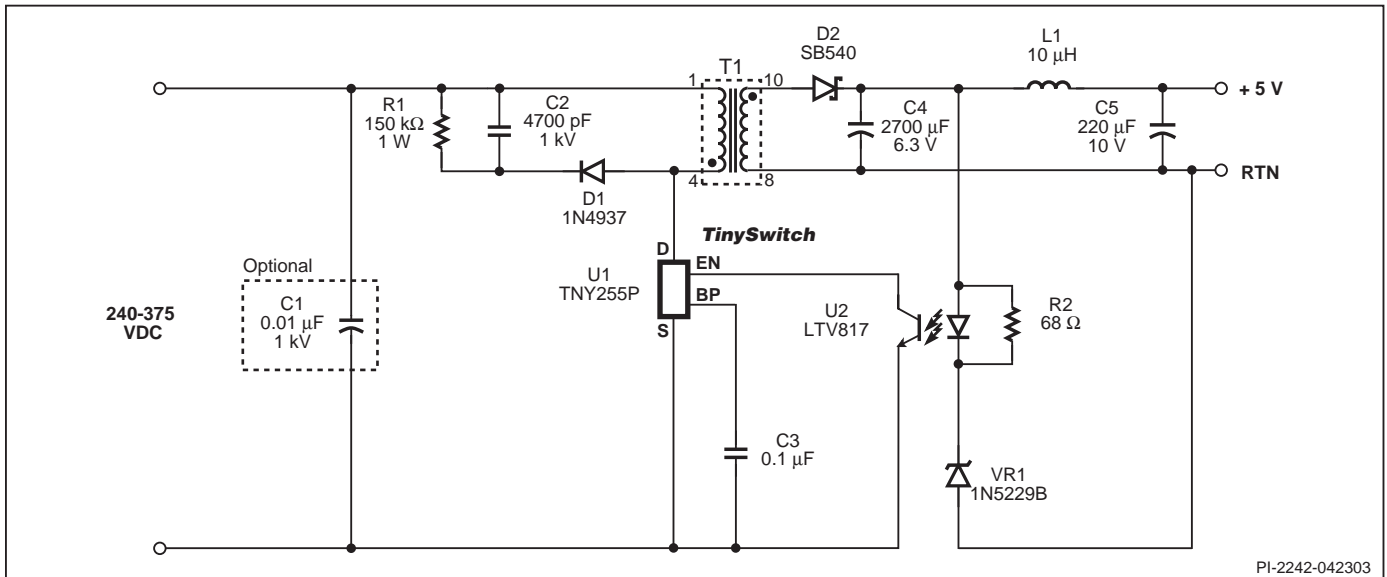 D2
SB540
L1
10 μH
T1
1
10
+ 5 V
R1
150 kΩ
1 W
C2
4700 pF
1 kV
C4
2700 μF
6.3 V
C5
220 μF
10 V
4
8
RTN
D1
1N4937
TinySwitch
D
EN
BP
S
U1
TNY255P
Optional
C1
0.01 μF
1 kV
240-375
VDC
U2
LTV817
R2
68 Ω
C3
0.1 μF
VR1
1N5229B
PI-2242-042303